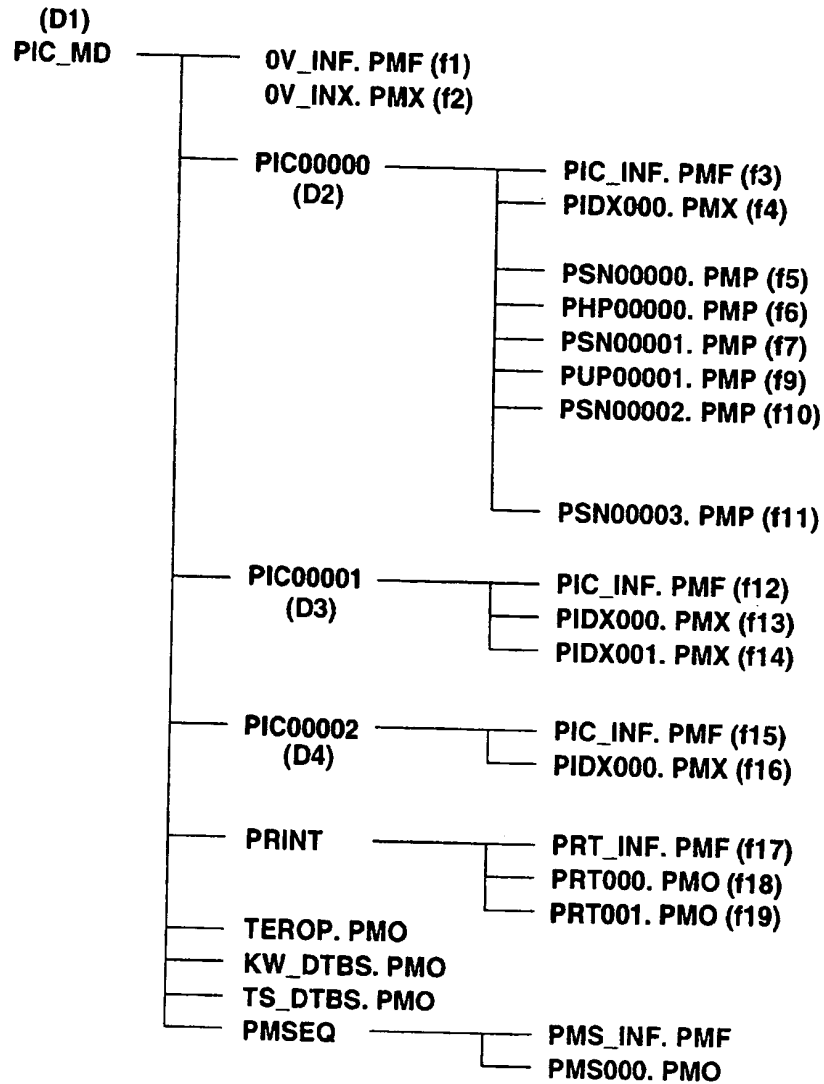 (D1)
PIC_MD
0V_INF. PMF (f1)
0V_INX. PMX (f2)
PIC00000
(D2)
PIC_INF. PMF (f3)
PIDX000. PMX (f4)
PSN00000. PMP (f5)
PHP00000. PMP (f6)
PSN00001. PMP (f7)
PUP00001. PMP (f9)
PSN00002. PMP (f10)
PSN00003. PMP (f11)
PIC00001
(D3)
PIC_INF. PMF (f12)
PIDX000. PMX (f13)
PIDX001. PMX (f14)
PIC00002
(D4)
PIC_INF. PMF (f15)
PIDX000. PMX (f16)
PRINT
PRT_INF. PMF (f17)
PRT000. PMO (f18)
PRT001. PMO (f19)
TEROP. PMO
KW_DTBS. PMO
TS_DTBS. PMO
PMSEQ
PMS_INF. PMF
PMS000. PMO